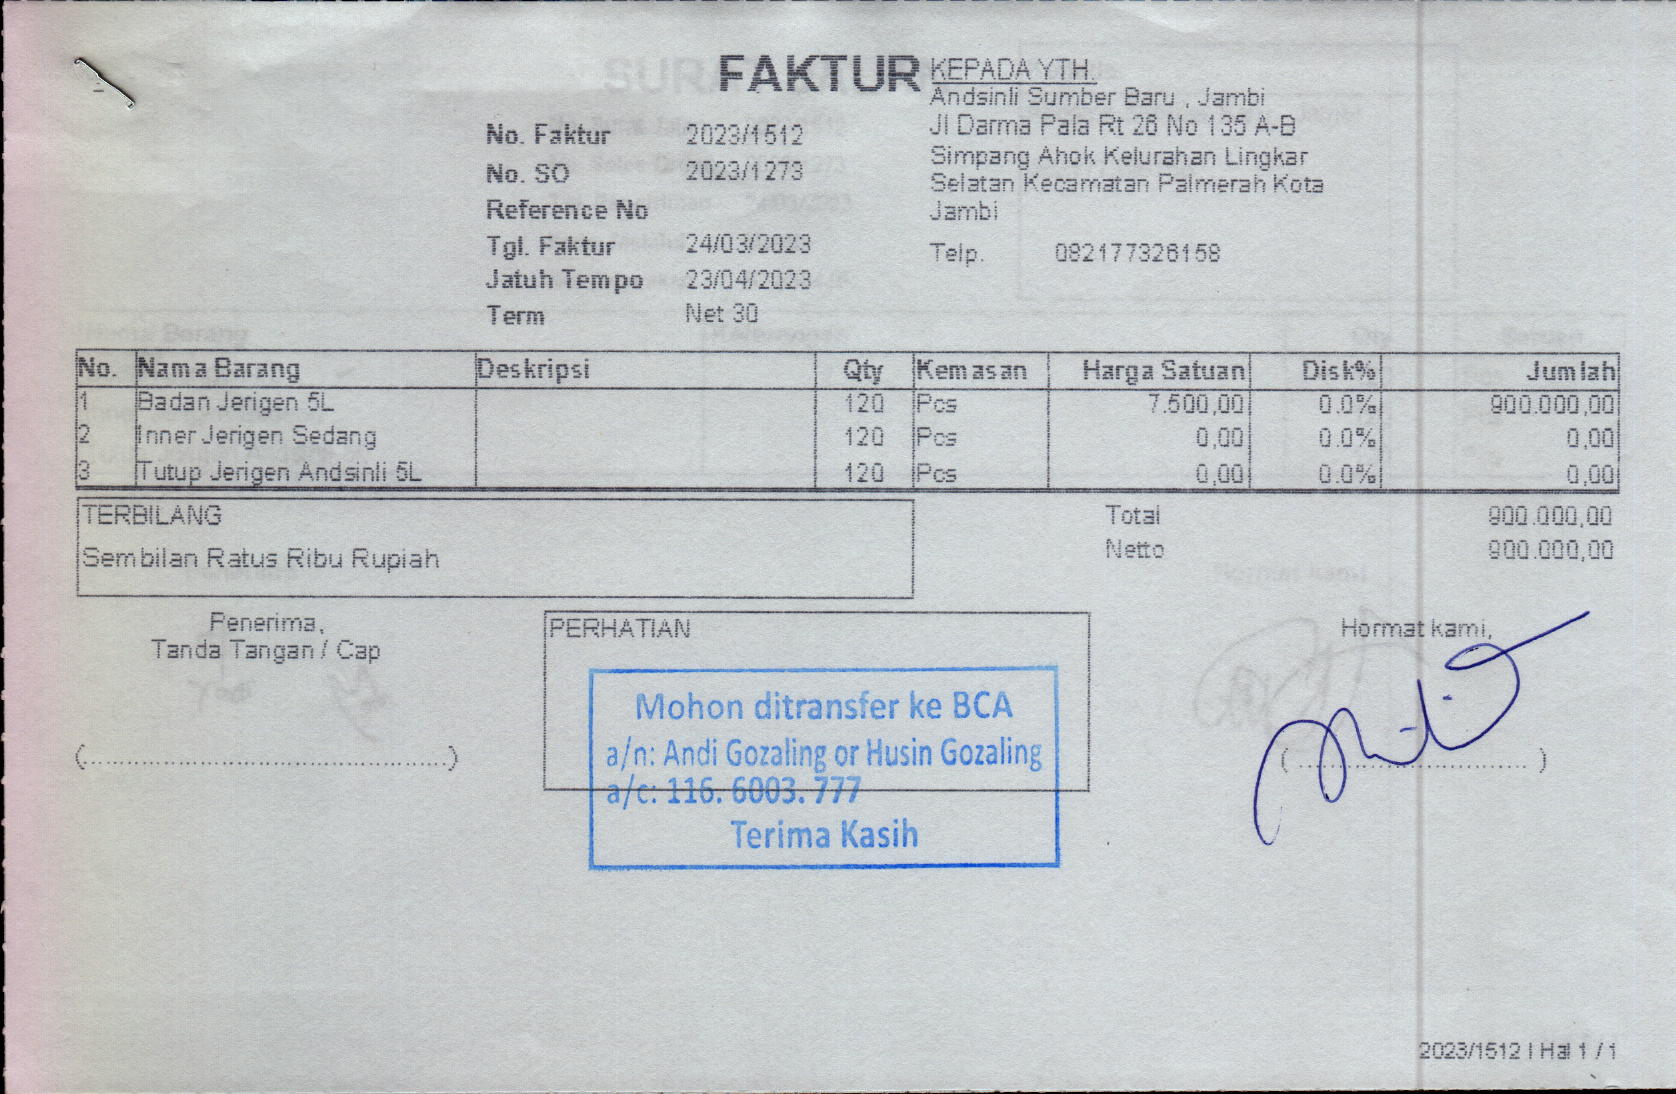 FAKTUR
No. Faktur 2023/1512
No. SO 2023/1273
Reference No
Tgl. Faktur 24/03/2023
Jatuh Tempo 23/04/2023
Term Net 30
KEPADA YTH.
Andsinli Sumber Baru , Jambi
Jl Darma Pala Rt 26 No 135 A-B
Simpang Ahok Kelurahan Lingkar
Selatan Kecamatan Palmerah Kota
Jambi
Telp. 082177326158
No. Nama Barang Deskripsi Qty Kemasan Harga Satuan Disk% Jumlah
1 Badan Jerigen 5L 120 Pcs 7.500,00 0.0% 900.000,00
2 Inner Jerigen Sedang 120 Pcs 0,00 0.0% 0,00
3 Tutup Jerigen Andsinli 5L 120 Pcs 0,00 0.0% 0,00
TERBILANG
Sembilan Ratus Ribu Rupiah
Total 900.000,00
Netto 900.000,00
Penerima,
Tanda Tangan / Cap
PERHATIAN
Mohon ditransfer ke BCA
a/n: Andi Gozaling or Husin Gozaling
a/c: 116. 6003. 777
Terima Kasih
Hormat kami,
2023/1512 | Hal 1 / 1